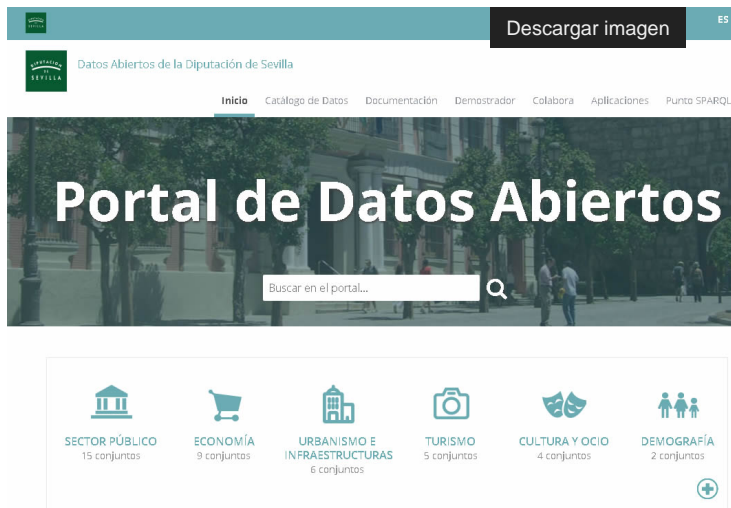 Descargar imagen
ES
DIPUTACIÓN
DE
SEVILLA
Datos Abiertos de la Diputación de Sevilla
Inicio Catálogo de Datos Documentación Demostrador Colabora Aplicaciones Punto SPARQL
Portal de Datos Abiertos
Buscar en el portal...
SECTOR PÚBLICO
15 conjuntos
ECONOMÍA
9 conjuntos
URBANISMO E
INFRAESTRUCTURAS
6 conjuntos
TURISMO
5 conjuntos
CULTURA Y OCIO
4 conjuntos
DEMOGRAFÍA
2 conjuntos